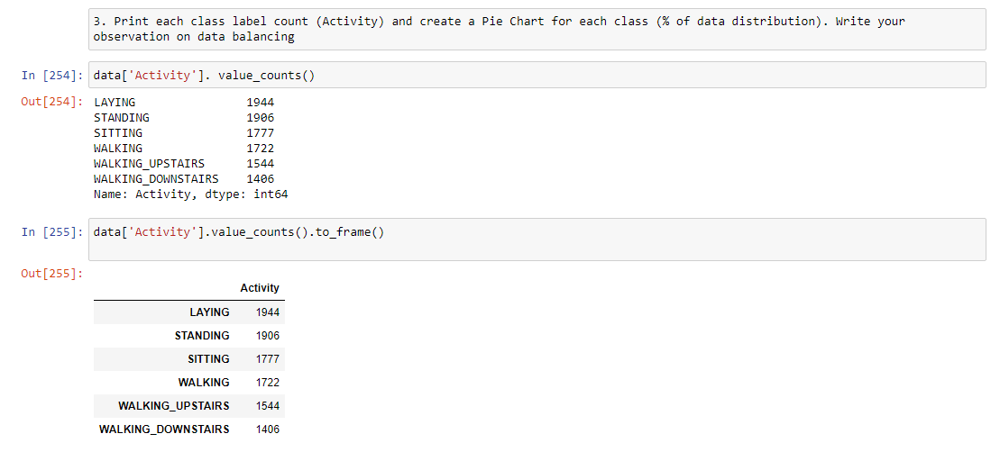 3. Print each class label count (Activity) and create a Pie Chart for each class (% of data distribution). Write your
observation on data balancing
In [254]: data['Activity']. value_counts()
Out[254]: LAYING 1944
STANDING 1906
SITTING 1777
WALKING 1722
WALKING_UPSTAIRS 1544
WALKING_DOWNSTAIRS 1406
Name: Activity, dtype: int64
In [255]: data['Activity'].value_counts().to_frame()
Out[255]:
Activity
LAYING 1944
STANDING 1906
SITTING 1777
WALKING 1722
WALKING_UPSTAIRS 1544
WALKING_DOWNSTAIRS 1406